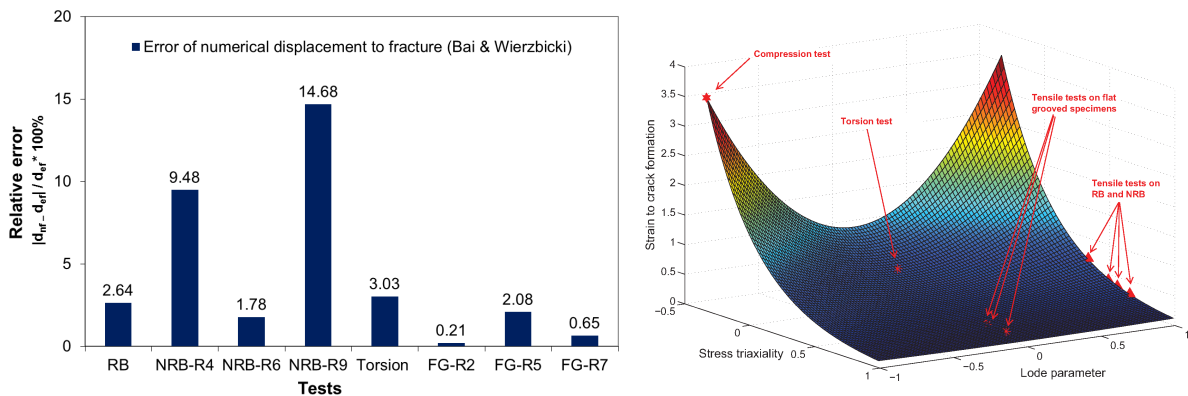 20
15
10
5
0
Relative error
|d_nf – d_ef| / d_ef * 100%
Error of numerical displacement to fracture (Bai & Wierzbicki)
2.64
9.48
1.78
14.68
3.03
0.21
2.08
0.65
RB
NRB-R4
NRB-R6
NRB-R9
Torsion
FG-R2
FG-R5
FG-R7
Tests
Compression test
Torsion test
Tensile tests on flat
grooved specimens
Tensile tests on
RB and NRB
Strain to crack formation
4
3.5
3
2.5
2
1.5
1
0.5
0
−0.5
0
0.5
1
Stress triaxiality
−1
−0.5
0
0.5
1
Lode parameter